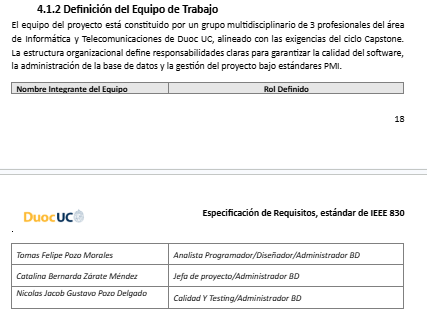 4.1.2 Definición del Equipo de Trabajo
El equipo del proyecto está constituido por un grupo multidisciplinario de 3 profesionales del área
de Informática y Telecomunicaciones de Duoc UC, alineado con las exigencias del ciclo Capstone.
La estructura organizacional define responsabilidades claras para garantizar la calidad del software,
la administración de la base de datos y la gestión del proyecto bajo estándares PMI.
Nombre Integrante del Equipo Rol Definido
18
DuocUC Especificación de Requisitos, estándar de IEEE 830
.
Tomas Felipe Pozo Morales Analista Programador/Diseñador/Administrador BD
Catalina Bernarda Zárate Méndez Jefa de proyecto/Administrador BD
Nicolas Jacob Gustavo Pozo Delgado Calidad Y Testing/Administrador BD